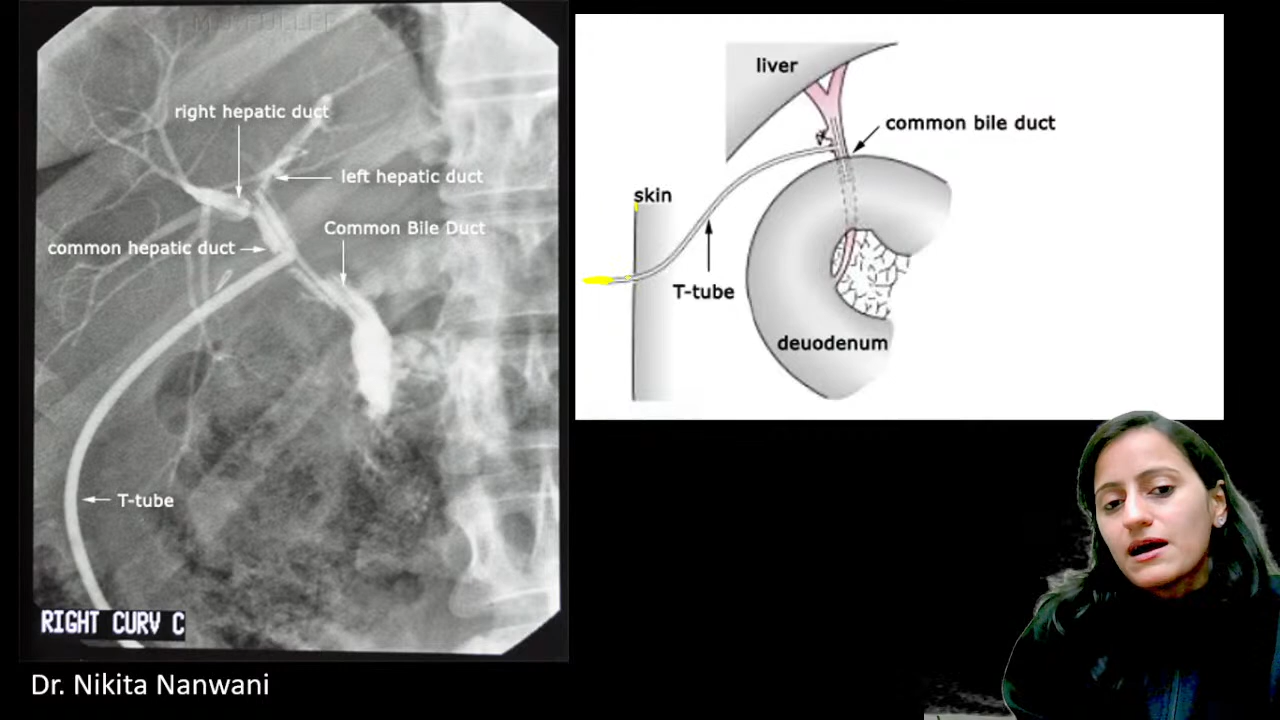 right hepatic duct
left hepatic duct
Common Bile Duct
common hepatic duct
T-tube
RIGHT CURV C
liver
common bile duct
skin
T-tube
deuodenum
Dr. Nikita Nanwani